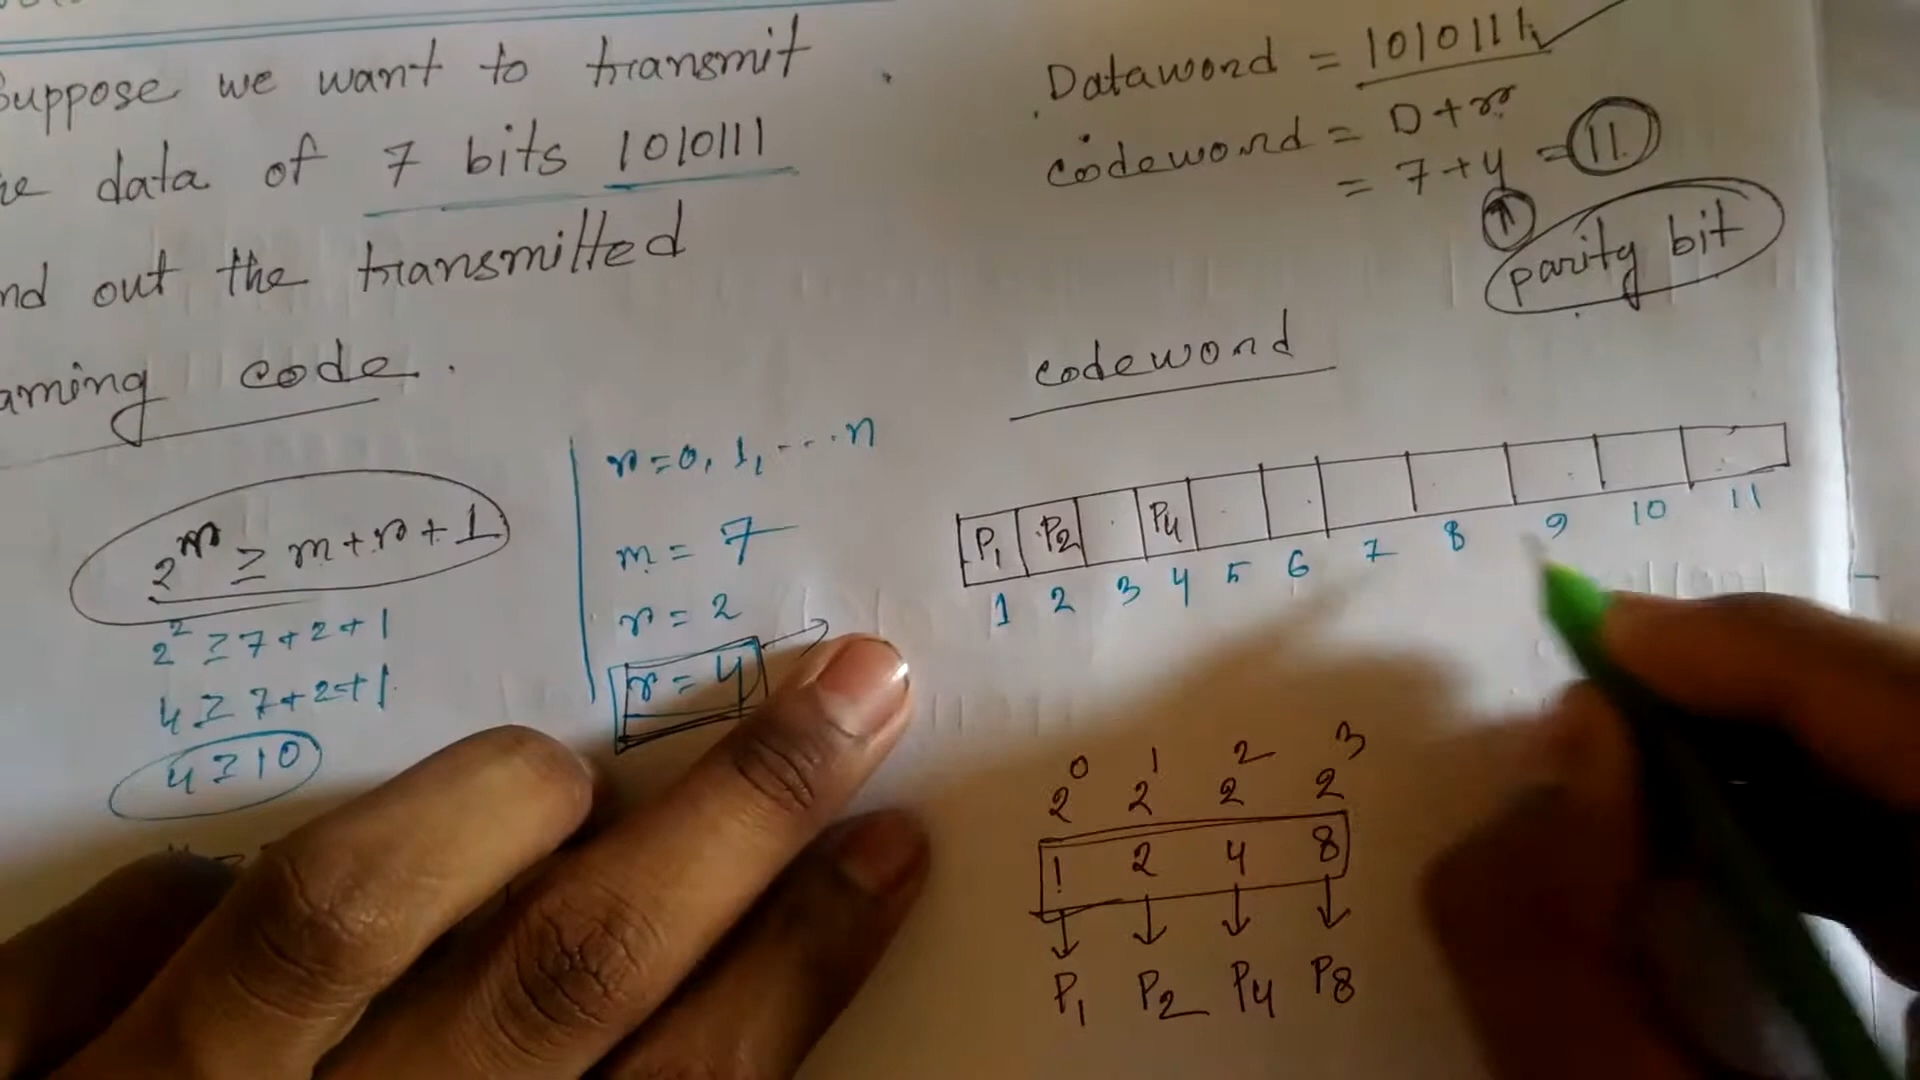 uppose we want to transmit
data of 7 bits 1010111
out the transmitted
aming code.
2^r ≥ m+r+1
2^2 ≥ 7+2+1
4 ≥ 7+2+1
4 ≥ 10
r=0, 1, ...n
m = 7
r = 2
r = 4
Dataword = 1010111
codeword = D+r
= 7+4 = 11
parity bit
codeword
P1 P2 P4
1 2 3 4 5 6 7 8 9 10 11
2^0 2^1 2^2 2^3
1 2 4 8
P1 P2 P4 P8